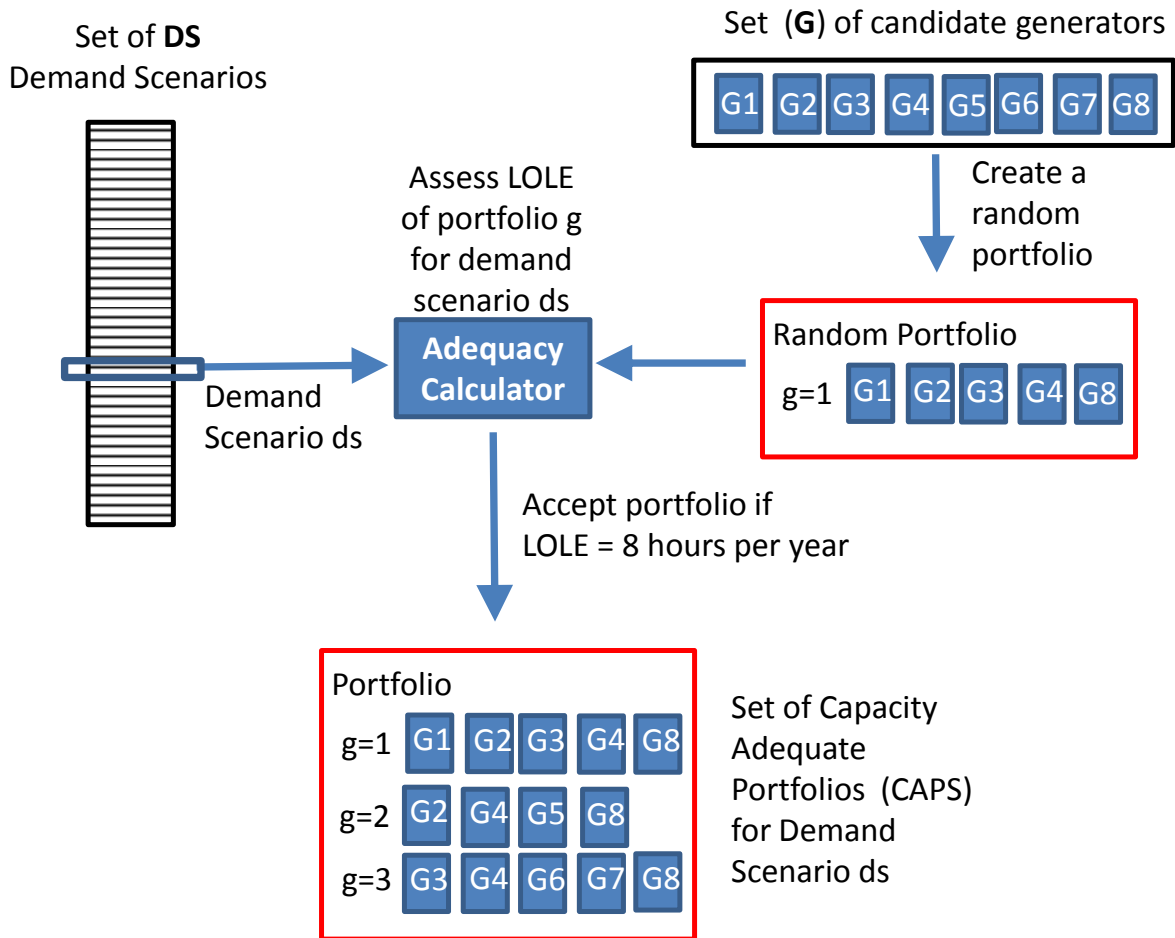 Set of DS
Demand Scenarios
Set (G) of candidate generators
G1 G2 G3 G4 G5 G6 G7 G8
Create a
random
portfolio
Assess LOLE
of portfolio g
for demand
scenario ds
Adequacy
Calculator
Demand
Scenario ds
Random Portfolio
g=1 G1 G2 G3 G4 G8
Accept portfolio if
LOLE = 8 hours per year
Portfolio
g=1 G1 G2 G3 G4 G8
g=2 G2 G4 G5 G8
g=3 G3 G4 G6 G7 G8
Set of Capacity
Adequate
Portfolios (CAPS)
for Demand
Scenario ds